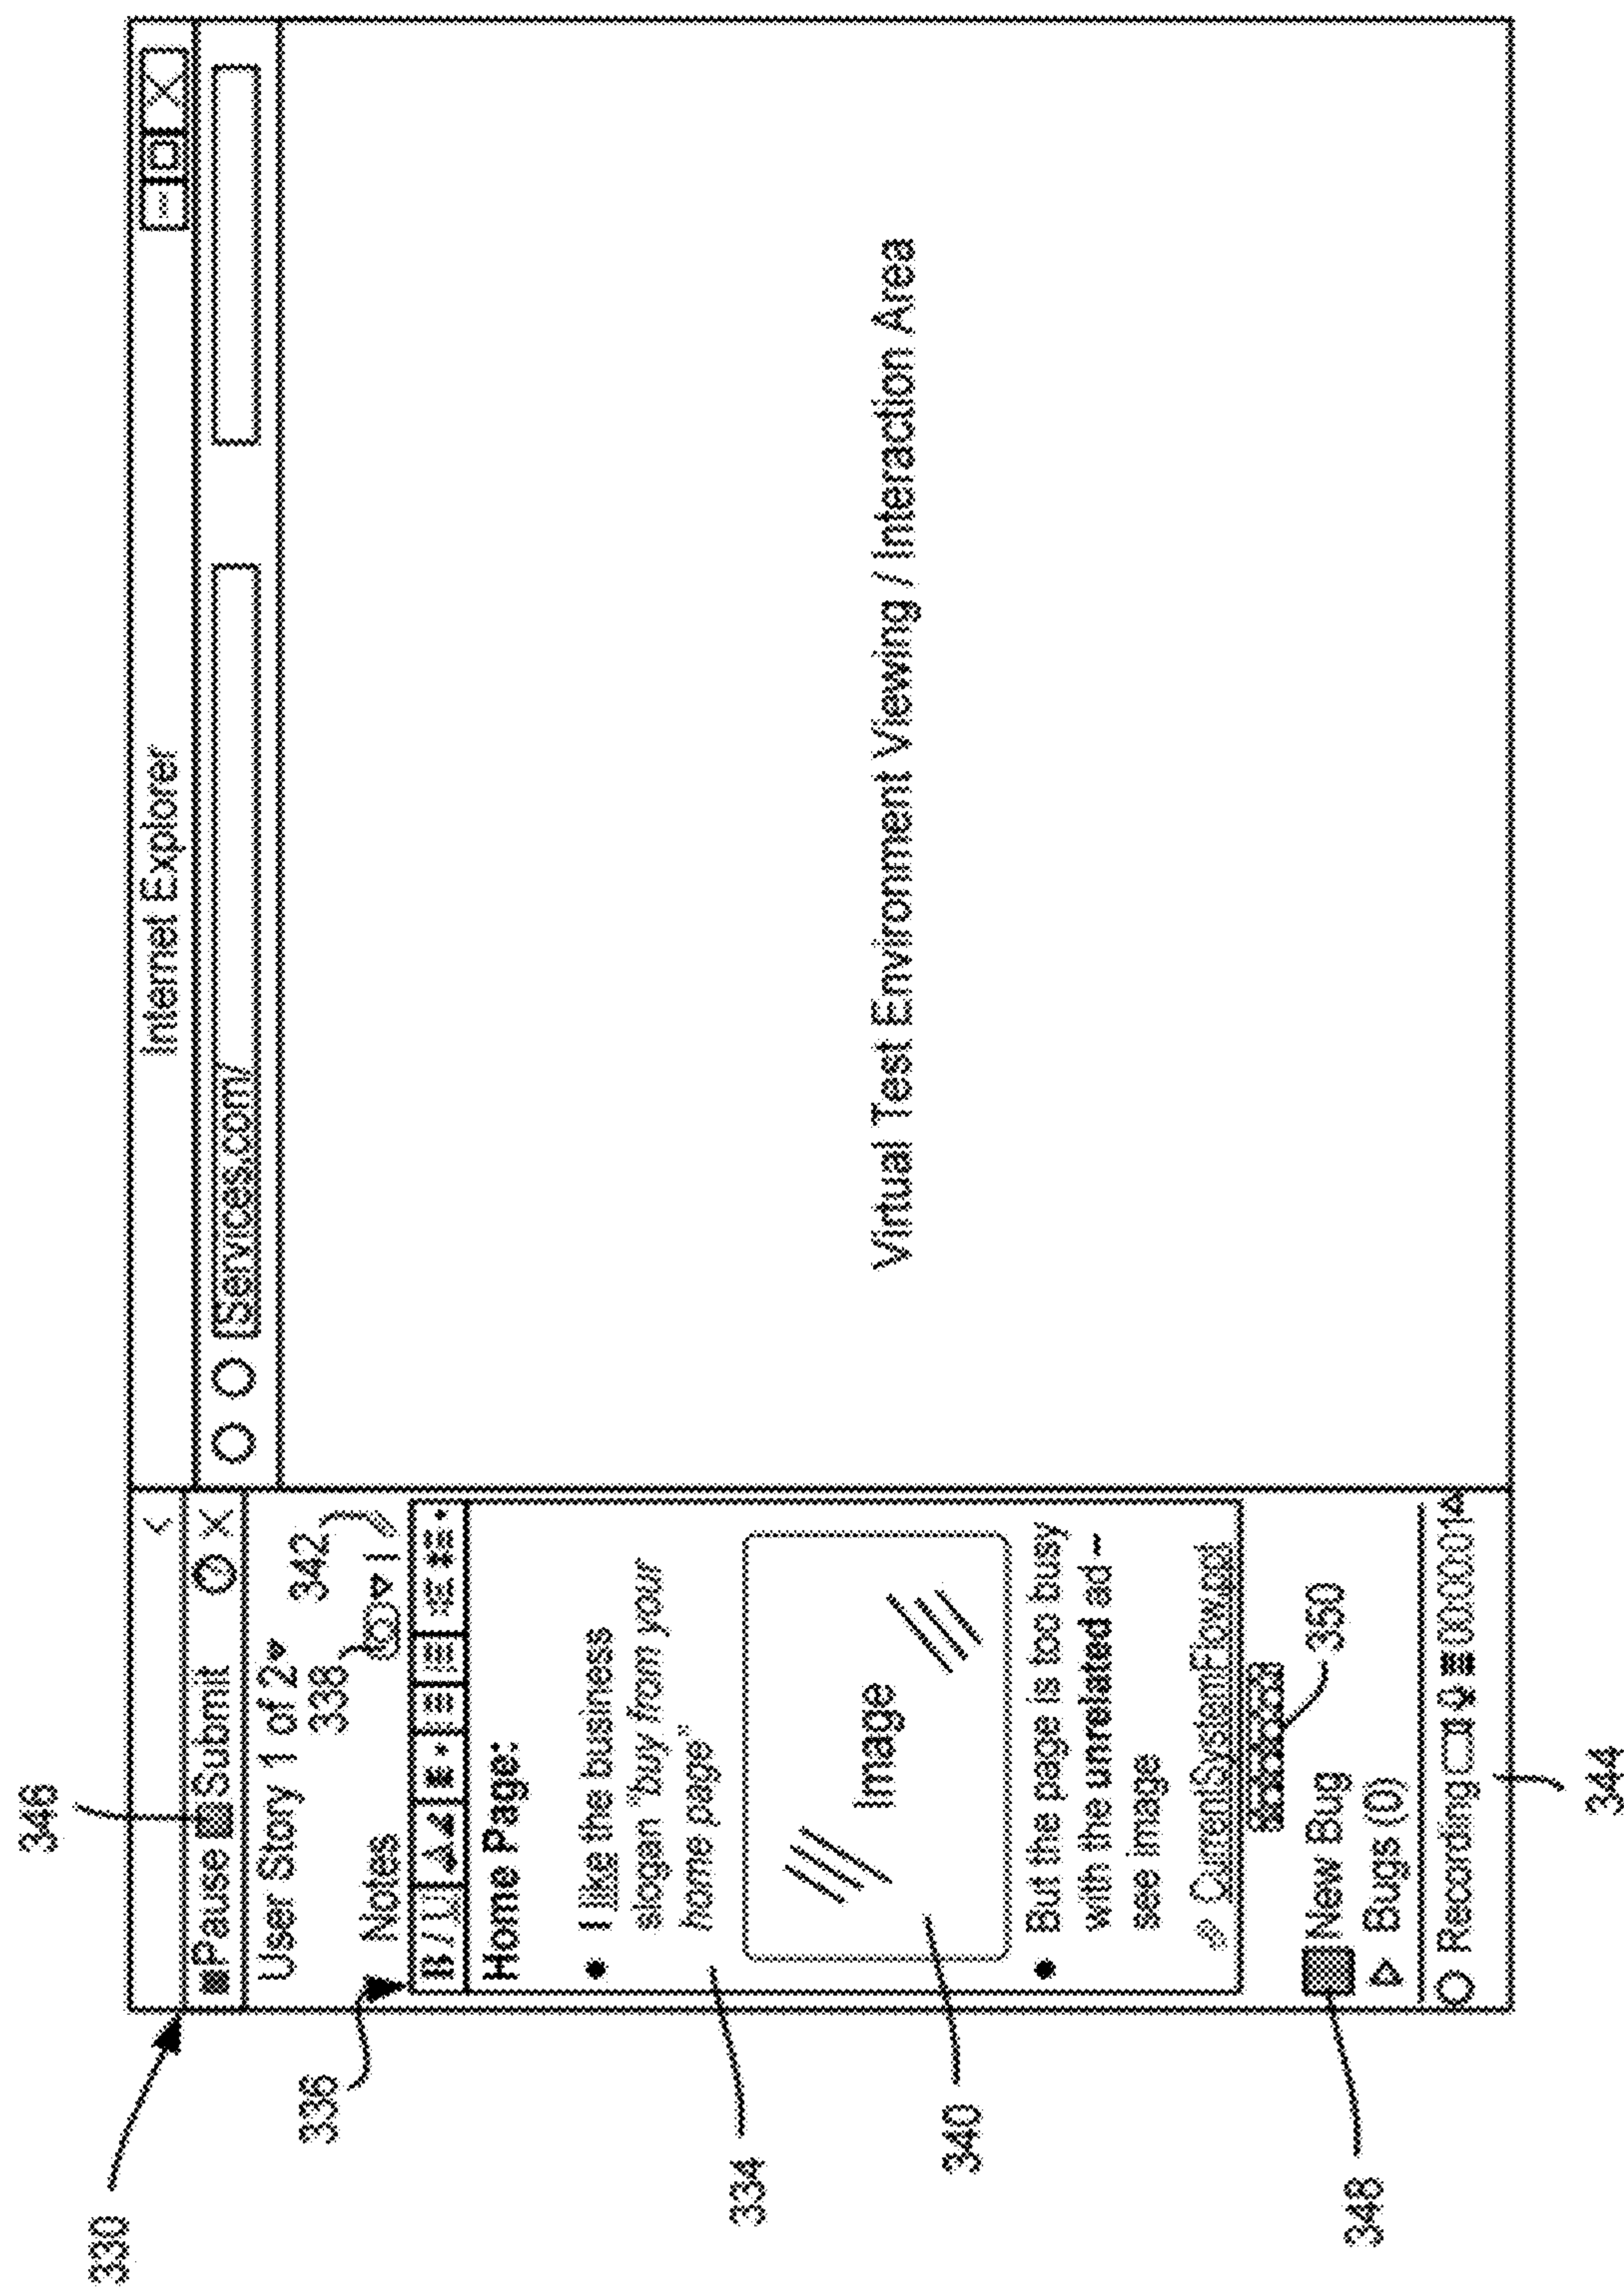 330
346
Pause Submit
User Story 1 of 2
338
342
336
Notes
B / U
Home Page:
I like the business
slogan "buy from your
home page"
334
Image
340
But the page is too busy
with the unrelated ad –
see image
CurrentSystemFlow.ppt
350
348
New Bug
Bugs (0)
Recording 00:00:01
344
Internet Explorer
Services.com/
Virtual Test Environment Viewing / Interaction Area